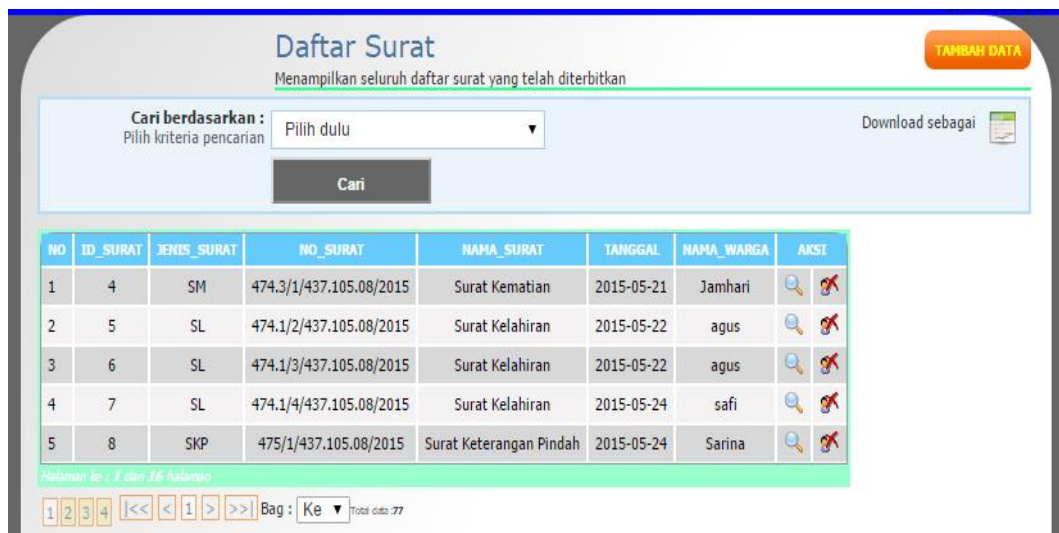 Daftar Surat
TAMBAH DATA
Menampilkan seluruh daftar surat yang telah diterbitkan
Cari berdasarkan :
Pilih kriteria pencarian
Pilih dulu
Download sebagai
Cari
NO ID_SURAT JENIS_SURAT NO_SURAT NAMA_SURAT TANGGAL NAMA_WARGA AKSI
1 4 SM 474.3/1/437.105.08/2015 Surat Kematian 2015-05-21 Jamhari
2 5 SL 474.1/2/437.105.08/2015 Surat Kelahiran 2015-05-22 agus
3 6 SL 474.1/3/437.105.08/2015 Surat Kelahiran 2015-05-22 agus
4 7 SL 474.1/4/437.105.08/2015 Surat Kelahiran 2015-05-24 safi
5 8 SKP 475/1/437.105.08/2015 Surat Keterangan Pindah 2015-05-24 Sarina
Halaman ke : 1 dari 16 halaman
1 2 3 4 |<< < 1 > >>| Bag : Ke Total data :77